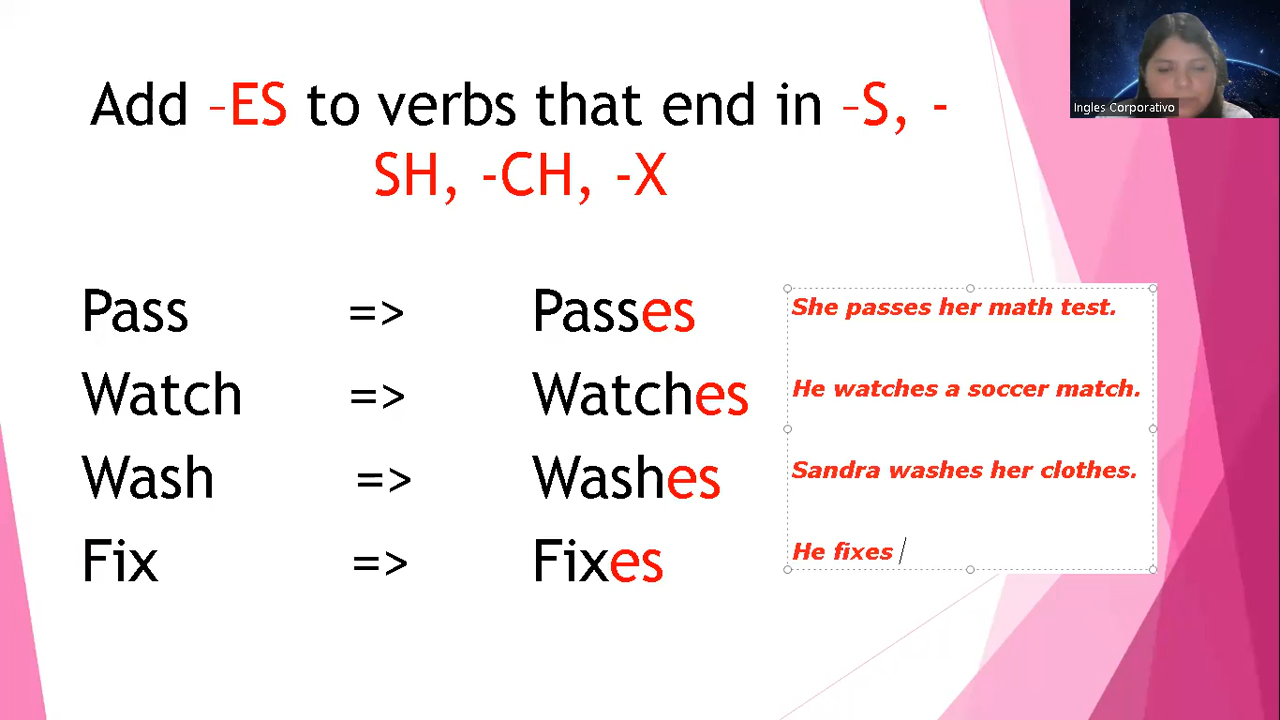 Add –ES to verbs that end in –S, -
SH, -CH, -X
Ingles Corporativo
Pass => Passes She passes her math test.
Watch => Watches He watches a soccer match.
Wash => Washes Sandra washes her clothes.
Fix => Fixes He fixes